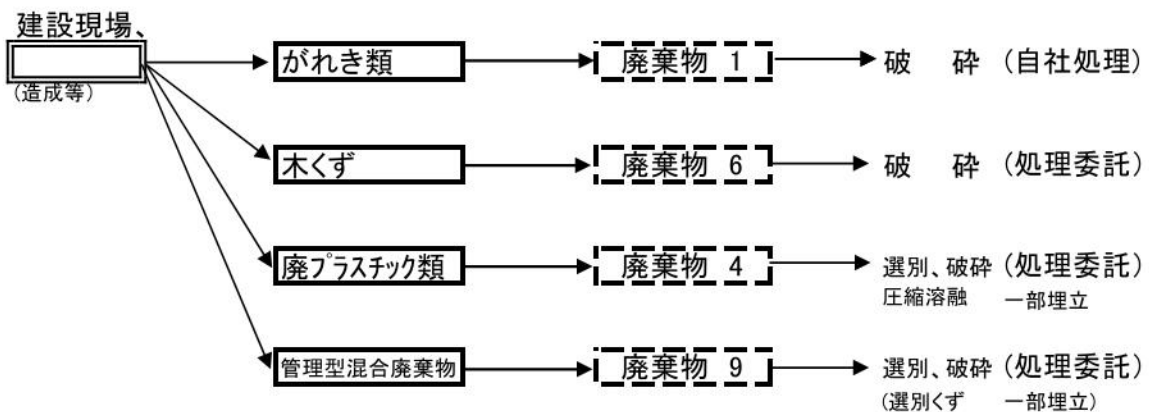 建設現場、
(造成等)
がれき類
廃棄物 1
破　砕 (自社処理)
木くず
廃棄物 6
破　砕 (処理委託)
廃プラスチック類
廃棄物 4
選別、破砕 (処理委託)
圧縮溶融　一部埋立
管理型混合廃棄物
廃棄物 9
選別、破砕 (処理委託)
(選別くず　一部埋立)